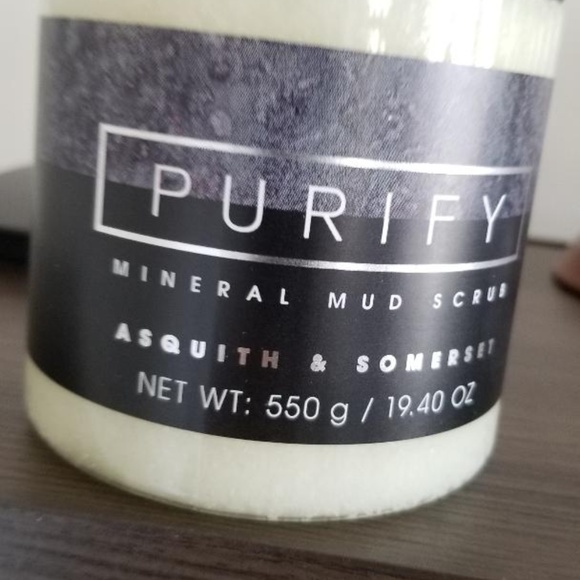 PURIFY
MINERAL MUD SCRUB
ASQUITH & SOMERSET
NET WT: 550 g / 19.40 OZ